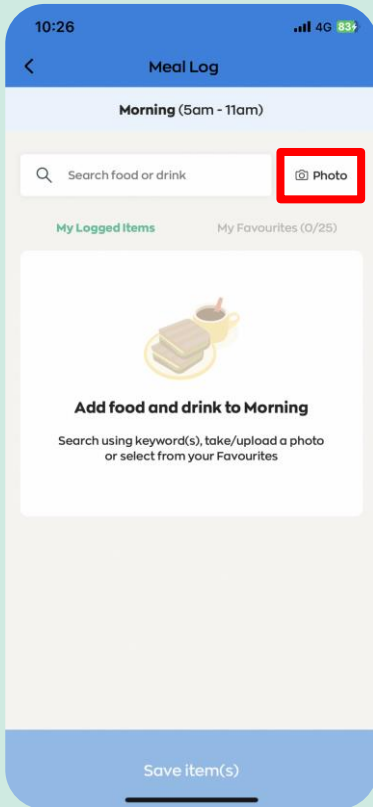 10:26 4G 83
Meal Log
Morning (5am - 11am)
Search food or drink Photo
My Logged Items My Favourites (0/25)
Add food and drink to Morning
Search using keyword(s), take/upload a photo
or select from your Favourites
Save item(s)